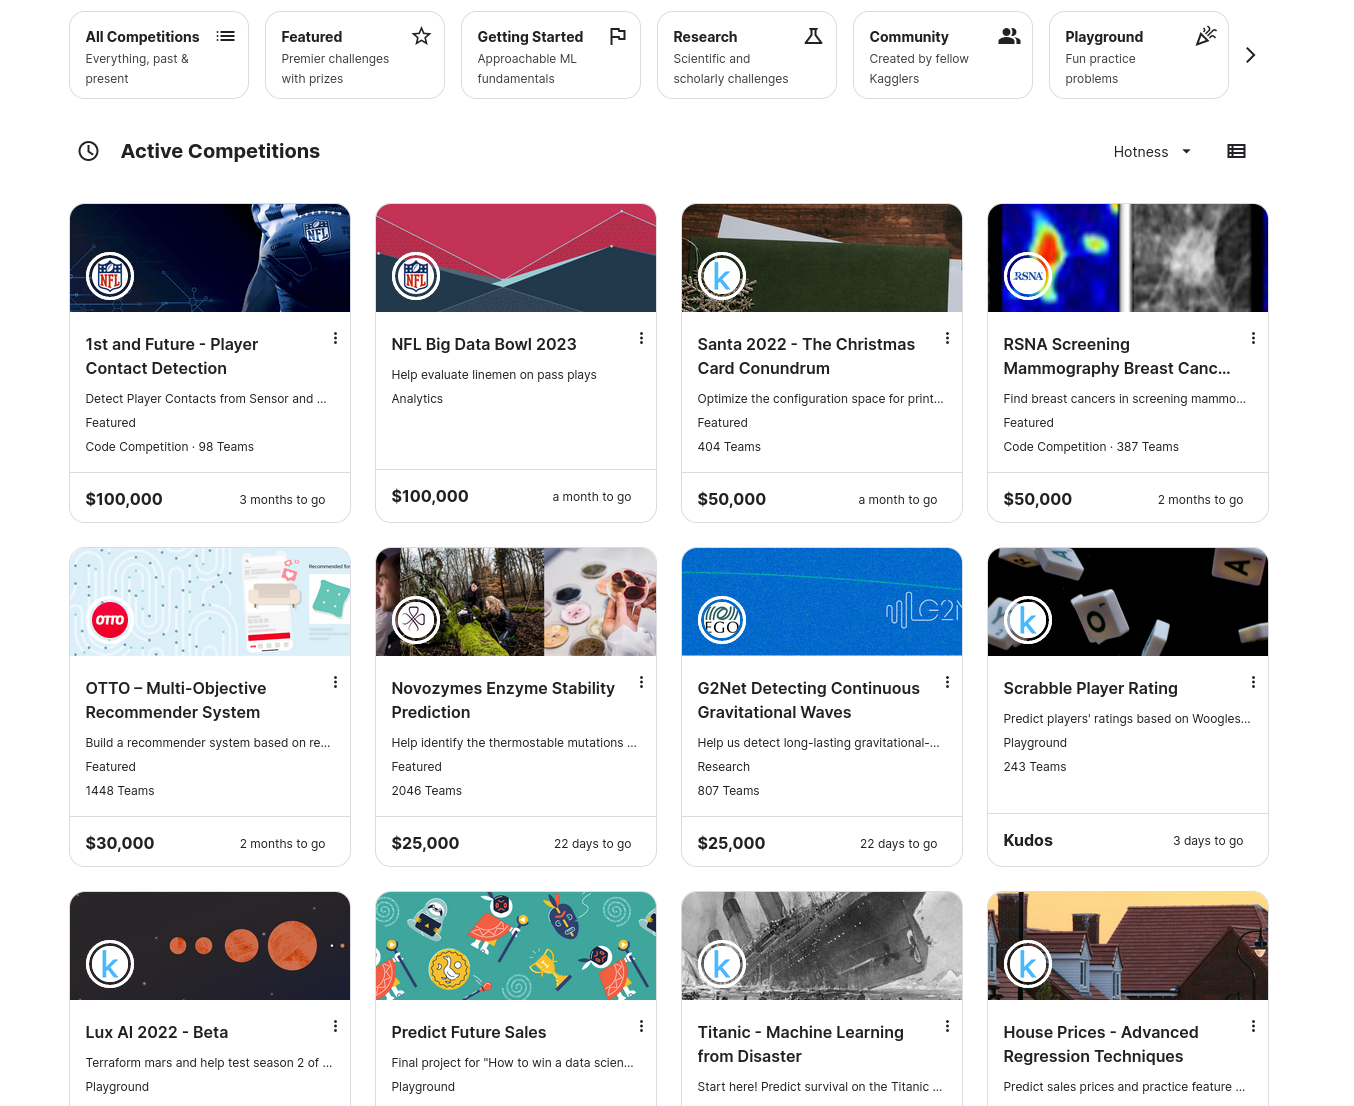 All Competitions
Everything, past &
present
Featured
Premier challenges
with prizes
Getting Started
Approachable ML
fundamentals
Research
Scientific and
scholarly challenges
Community
Created by fellow
Kagglers
Playground
Fun practice
problems
Active Competitions
Hotness
NFL
NFL
1st and Future - Player
Contact Detection
Detect Player Contacts from Sensor and ...
Featured
Code Competition · 98 Teams
$100,000
3 months to go
NFL
NFL Big Data Bowl 2023
Help evaluate linemen on pass plays
Analytics
$100,000
a month to go
k
Santa 2022 - The Christmas
Card Conundrum
Optimize the configuration space for print...
Featured
404 Teams
$50,000
a month to go
RSNA
RSNA Screening
Mammography Breast Canc...
Find breast cancers in screening mammo...
Featured
Code Competition · 387 Teams
$50,000
2 months to go
Recommended for
OTTO
OTTO – Multi-Objective
Recommender System
Build a recommender system based on re...
Featured
1448 Teams
$30,000
2 months to go
Novozymes Enzyme Stability
Prediction
Help identify the thermostable mutations ...
Featured
2046 Teams
$25,000
22 days to go
G2N
EGO
G2Net Detecting Continuous
Gravitational Waves
Help us detect long-lasting gravitational-...
Research
807 Teams
$25,000
22 days to go
A
O
k
Scrabble Player Rating
Predict players' ratings based on Woogles...
Playground
243 Teams
Kudos
3 days to go
k
Lux AI 2022 - Beta
Terraform mars and help test season 2 of ...
Playground
Predict Future Sales
Final project for "How to win a data scien...
Playground
k
Titanic - Machine Learning
from Disaster
Start here! Predict survival on the Titanic ...
k
House Prices - Advanced
Regression Techniques
Predict sales prices and practice feature ...